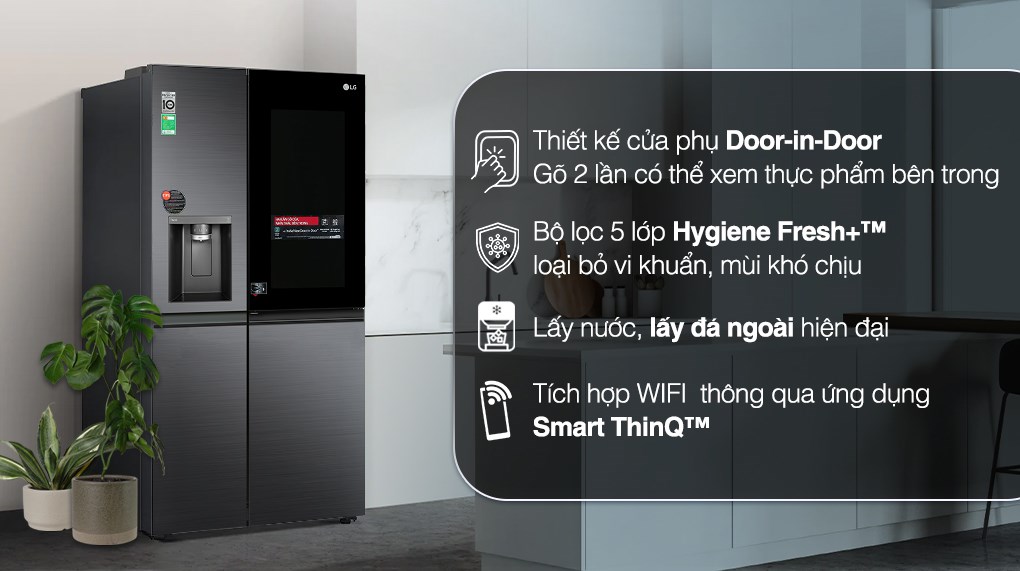 LG
Thiết kế cửa phụ Door-in-Door
Gõ 2 lần có thể xem thực phẩm bên trong
Bộ lọc 5 lớp Hygiene Fresh+™
loại bỏ vi khuẩn, mùi khó chịu
Lấy nước, lấy đá ngoài hiện đại
Tích hợp WIFI thông qua ứng dụng
Smart ThinQ™